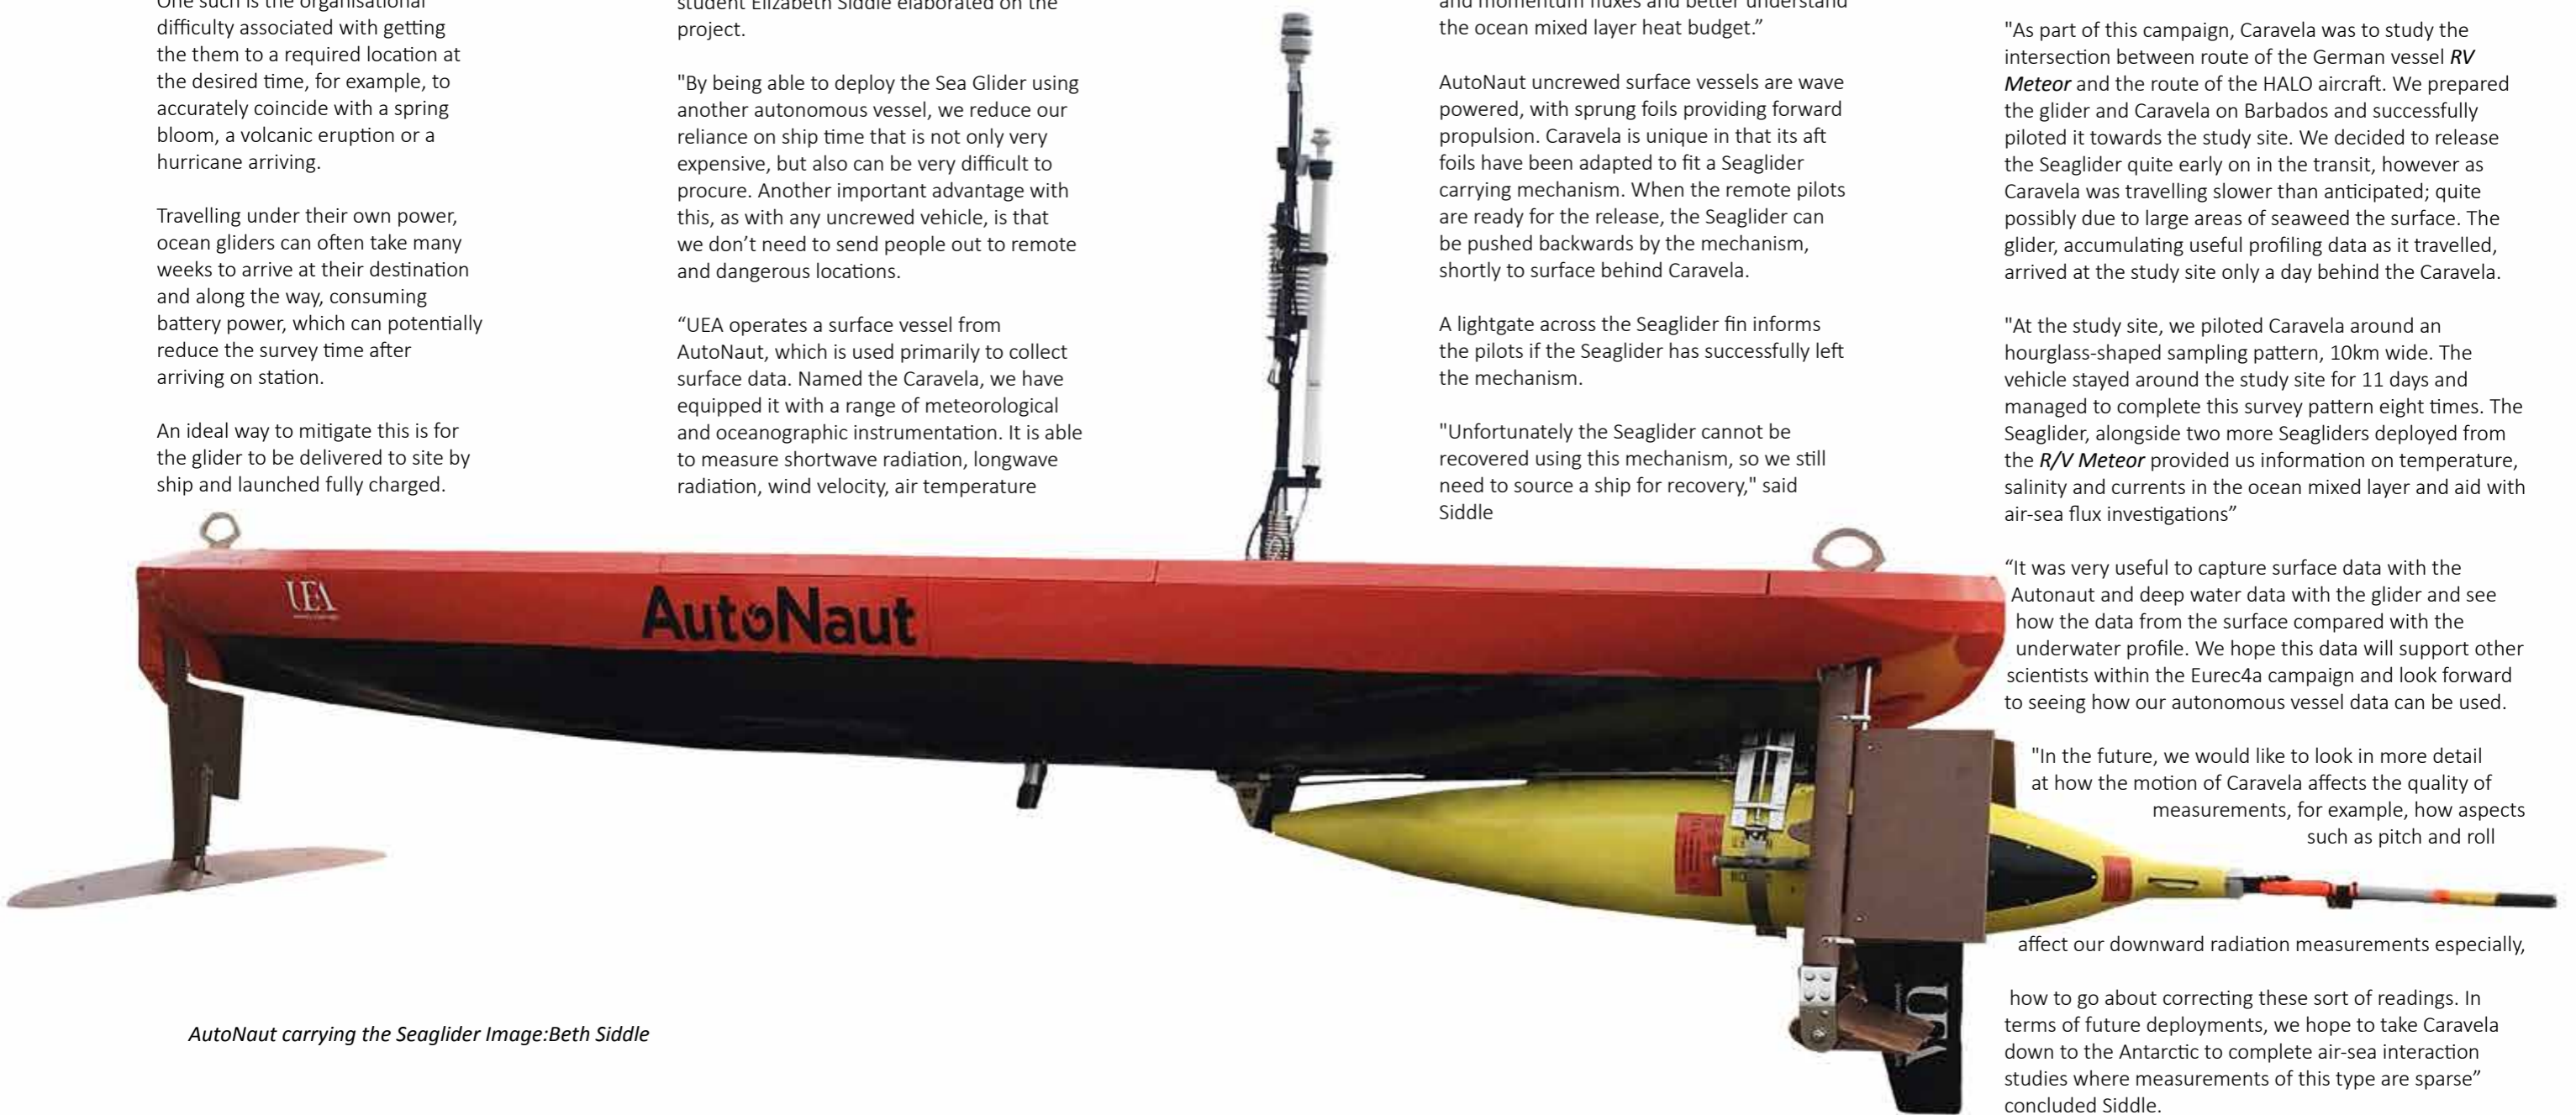 One such is the organisational
difficulty associated with getting
the them to a required location at
the desired time, for example, to
accurately coincide with a spring
bloom, a volcanic eruption or a
hurricane arriving.
Travelling under their own power,
ocean gliders can often take many
weeks to arrive at their destination
and along the way, consuming
battery power, which can potentially
reduce the survey time after
arriving on station.
An ideal way to mitigate this is for
the glider to be delivered to site by
ship and launched fully charged.
student Elizabeth Siddle elaborated on the
project.
"By being able to deploy the Sea Glider using
another autonomous vessel, we reduce our
reliance on ship time that is not only very
expensive, but also can be very difficult to
procure. Another important advantage with
this, as with any uncrewed vehicle, is that
we don’t need to send people out to remote
and dangerous locations.
“UEA operates a surface vessel from
AutoNaut, which is used primarily to collect
surface data. Named the Caravela, we have
equipped it with a range of meteorological
and oceanographic instrumentation. It is able
to measure shortwave radiation, longwave
radiation, wind velocity, air temperature
and momentum fluxes and better understand
the ocean mixed layer heat budget.”
AutoNaut uncrewed surface vessels are wave
powered, with sprung foils providing forward
propulsion. Caravela is unique in that its aft
foils have been adapted to fit a Seaglider
carrying mechanism. When the remote pilots
are ready for the release, the Seaglider can
be pushed backwards by the mechanism,
shortly to surface behind Caravela.
A lightgate across the Seaglider fin informs
the pilots if the Seaglider has successfully left
the mechanism.
"Unfortunately the Seaglider cannot be
recovered using this mechanism, so we still
need to source a ship for recovery," said
Siddle
"As part of this campaign, Caravela was to study the
intersection between route of the German vessel RV
Meteor and the route of the HALO aircraft. We prepared
the glider and Caravela on Barbados and successfully
piloted it towards the study site. We decided to release
the Seaglider quite early on in the transit, however as
Caravela was travelling slower than anticipated; quite
possibly due to large areas of seaweed the surface. The
glider, accumulating useful profiling data as it travelled,
arrived at the study site only a day behind the Caravela.
"At the study site, we piloted Caravela around an
hourglass-shaped sampling pattern, 10km wide. The
vehicle stayed around the study site for 11 days and
managed to complete this survey pattern eight times. The
Seaglider, alongside two more Seagliders deployed from
the R/V Meteor provided us information on temperature,
salinity and currents in the ocean mixed layer and aid with
air-sea flux investigations”
“It was very useful to capture surface data with the
Autonaut and deep water data with the glider and see
how the data from the surface compared with the
underwater profile. We hope this data will support other
scientists within the Eurec4a campaign and look forward
to seeing how our autonomous vessel data can be used.
"In the future, we would like to look in more detail
at how the motion of Caravela affects the quality of
measurements, for example, how aspects
such as pitch and roll
affect our downward radiation measurements especially,
how to go about correcting these sort of readings. In
terms of future deployments, we hope to take Caravela
down to the Antarctic to complete air-sea interaction
studies where measurements of this type are sparse”
concluded Siddle.
UEA
AutoNaut
UEA
AutoNaut carrying the Seaglider Image:Beth Siddle